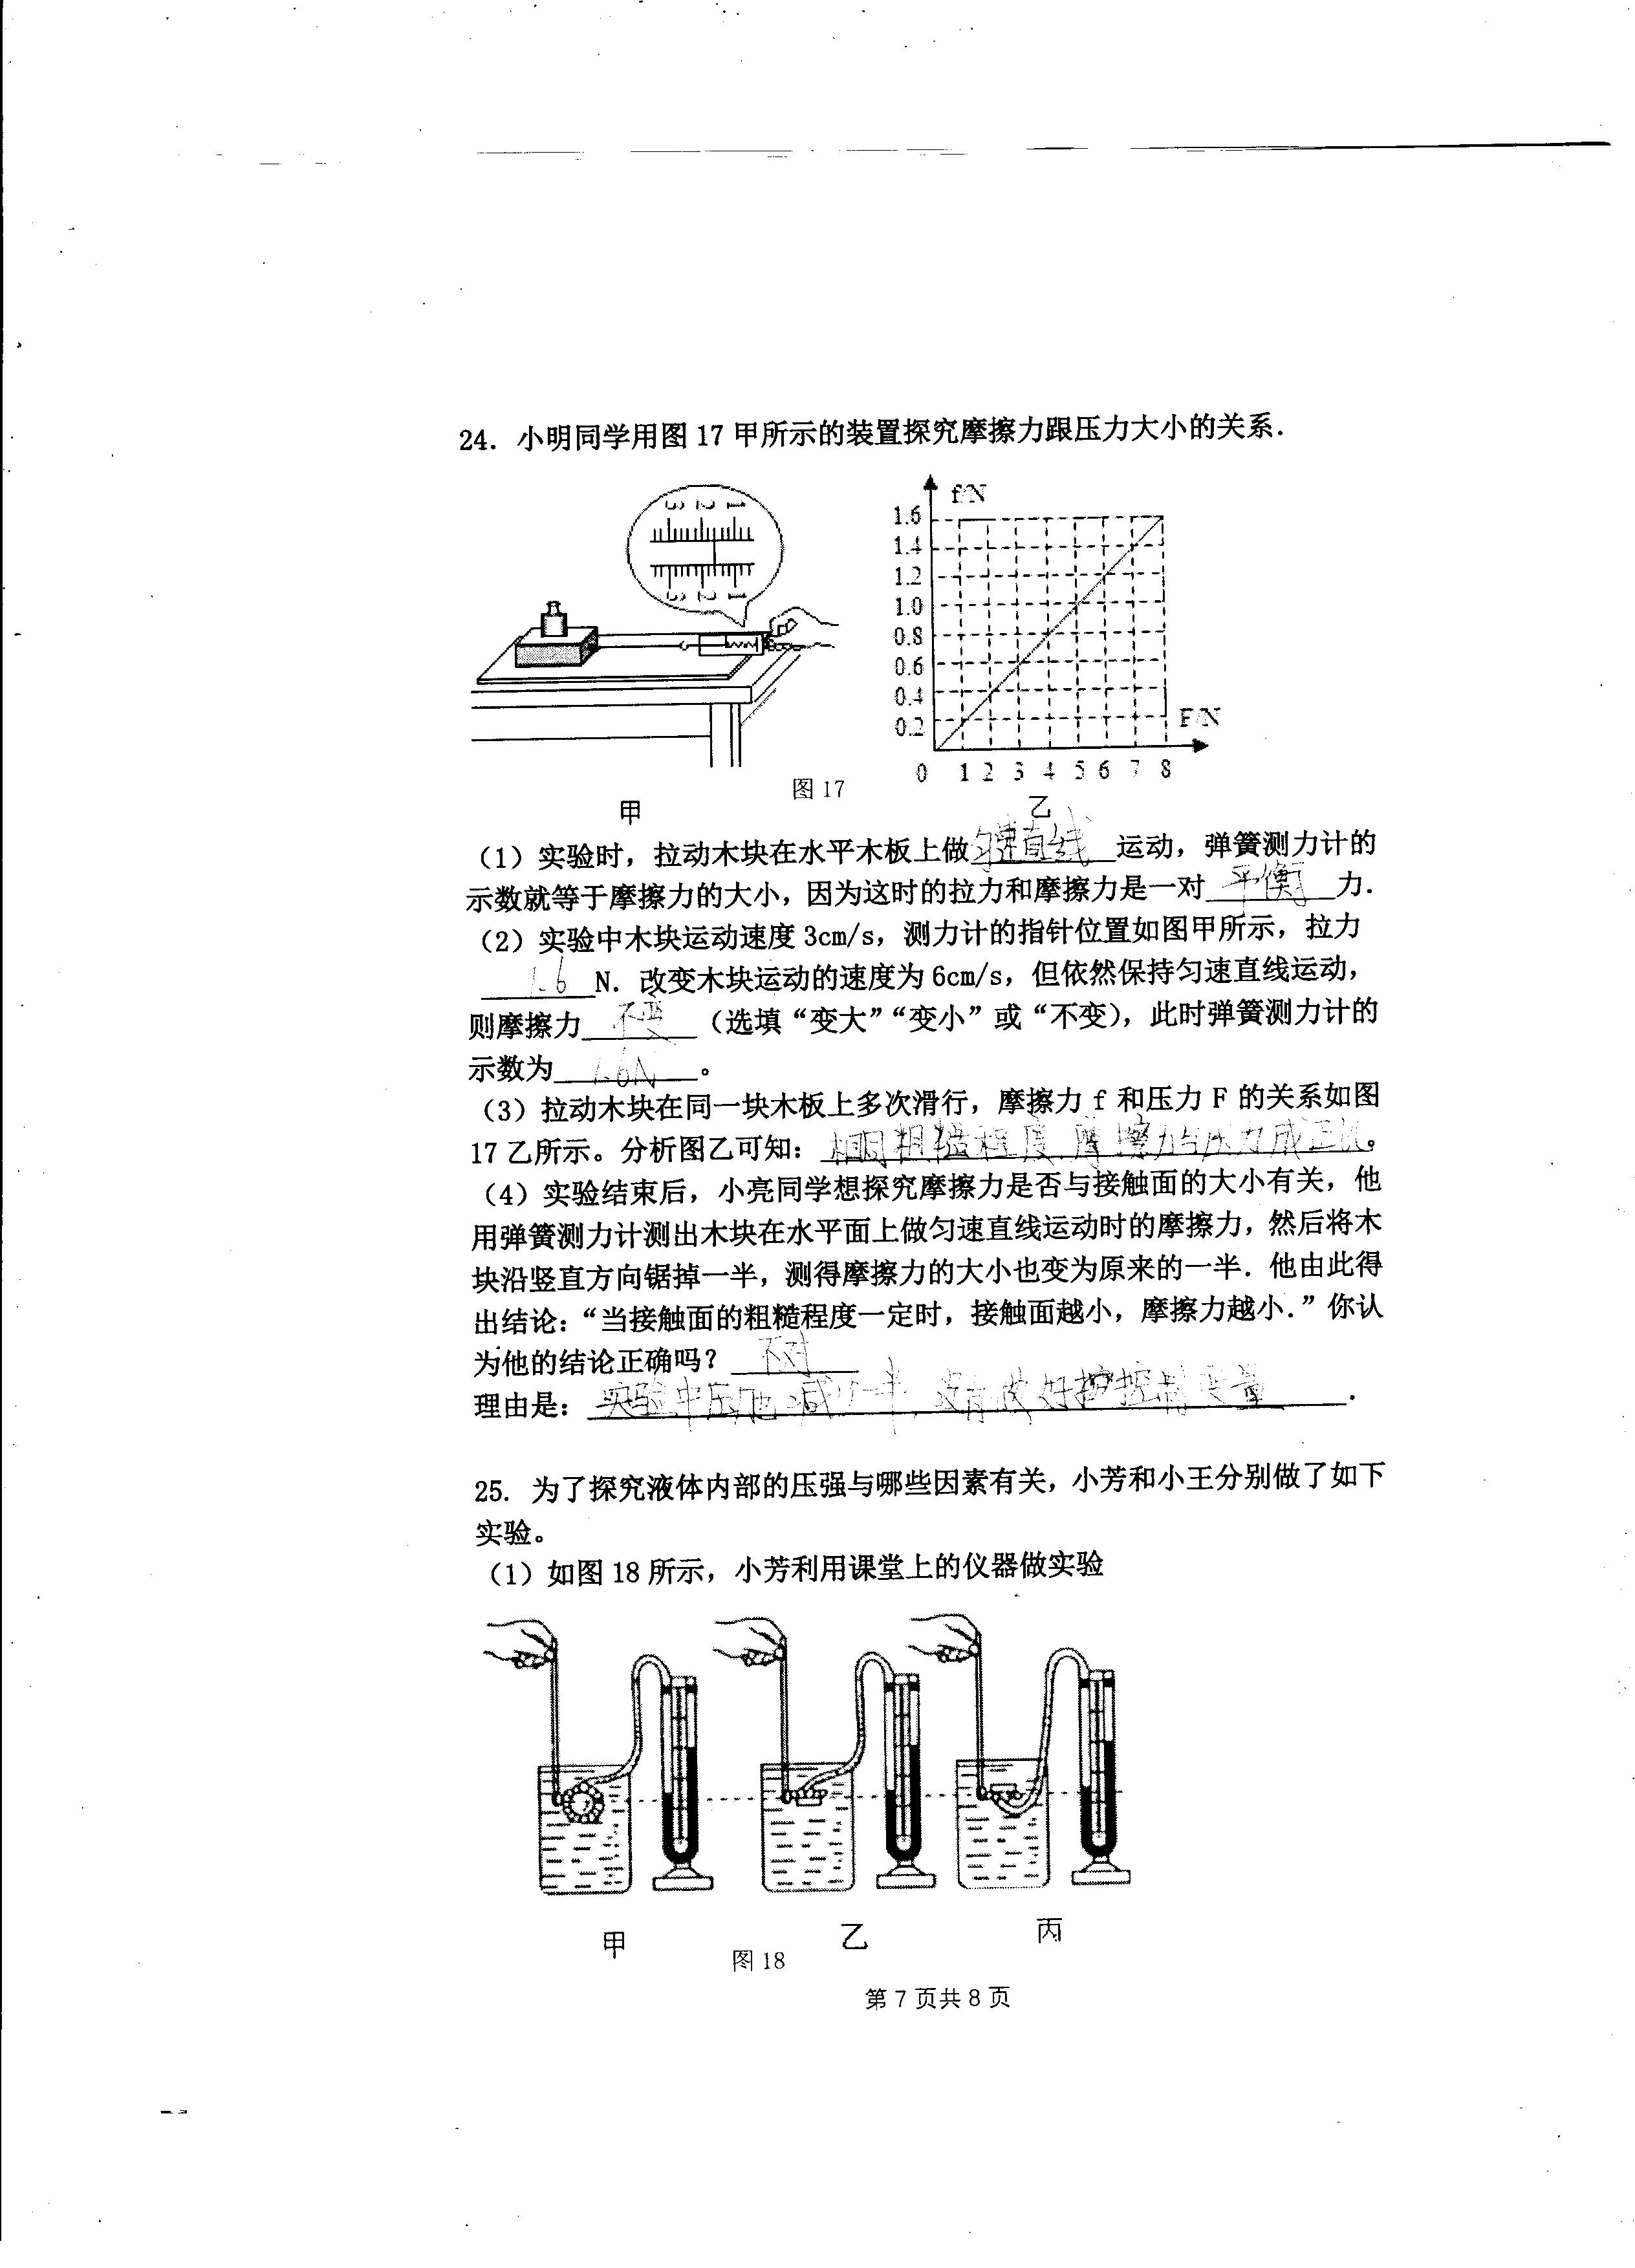 24. 小明同学用图 17 甲所示的装置探究摩擦力跟压力大小的关系.
f/N
1.6
1.4
1.2
1.0
0.8
0.6
0.4
0.2
F/N
0 1 2 3 4 5 6 7 8
3 2 1
3 2 1
图 17
甲
乙
(1) 实验时，拉动木块在水平木板上做匀速直线运动，弹簧测力计的
示数就等于摩擦力的大小，因为这时的拉力和摩擦力是一对 平衡 力.
(2) 实验中木块运动速度 3cm/s，测力计的指针位置如图甲所示，拉力
1.6 N. 改变木块运动的速度为 6cm/s，但依然保持匀速直线运动，
则摩擦力 不变 （选填“变大”“变小”或“不变），此时弹簧测力计的
示数为 1.6N 。
(3) 拉动木块在同一块木板上多次滑行，摩擦力 f 和压力 F 的关系如图
17 乙所示。分析图乙可知：相同粗糙程度 摩擦力与压力成正比。
(4) 实验结束后，小亮同学想探究摩擦力是否与接触面的大小有关，他
用弹簧测力计测出木块在水平面上做匀速直线运动时的摩擦力，然后将木
块沿竖直方向锯掉一半，测得摩擦力的大小也变为原来的一半. 他由此得
出结论：“当接触面的粗糙程度一定时，接触面越小，摩擦力越小.”你认
为他的结论正确吗？ 不对
理由是：实验中压也减了一半，没有做好控制变量.
25. 为了探究液体内部的压强与哪些因素有关，小芳和小王分别做了如下
实验。
(1) 如图 18 所示，小芳利用课堂上的仪器做实验
甲
乙
丙
图 18
第 7 页共 8 页